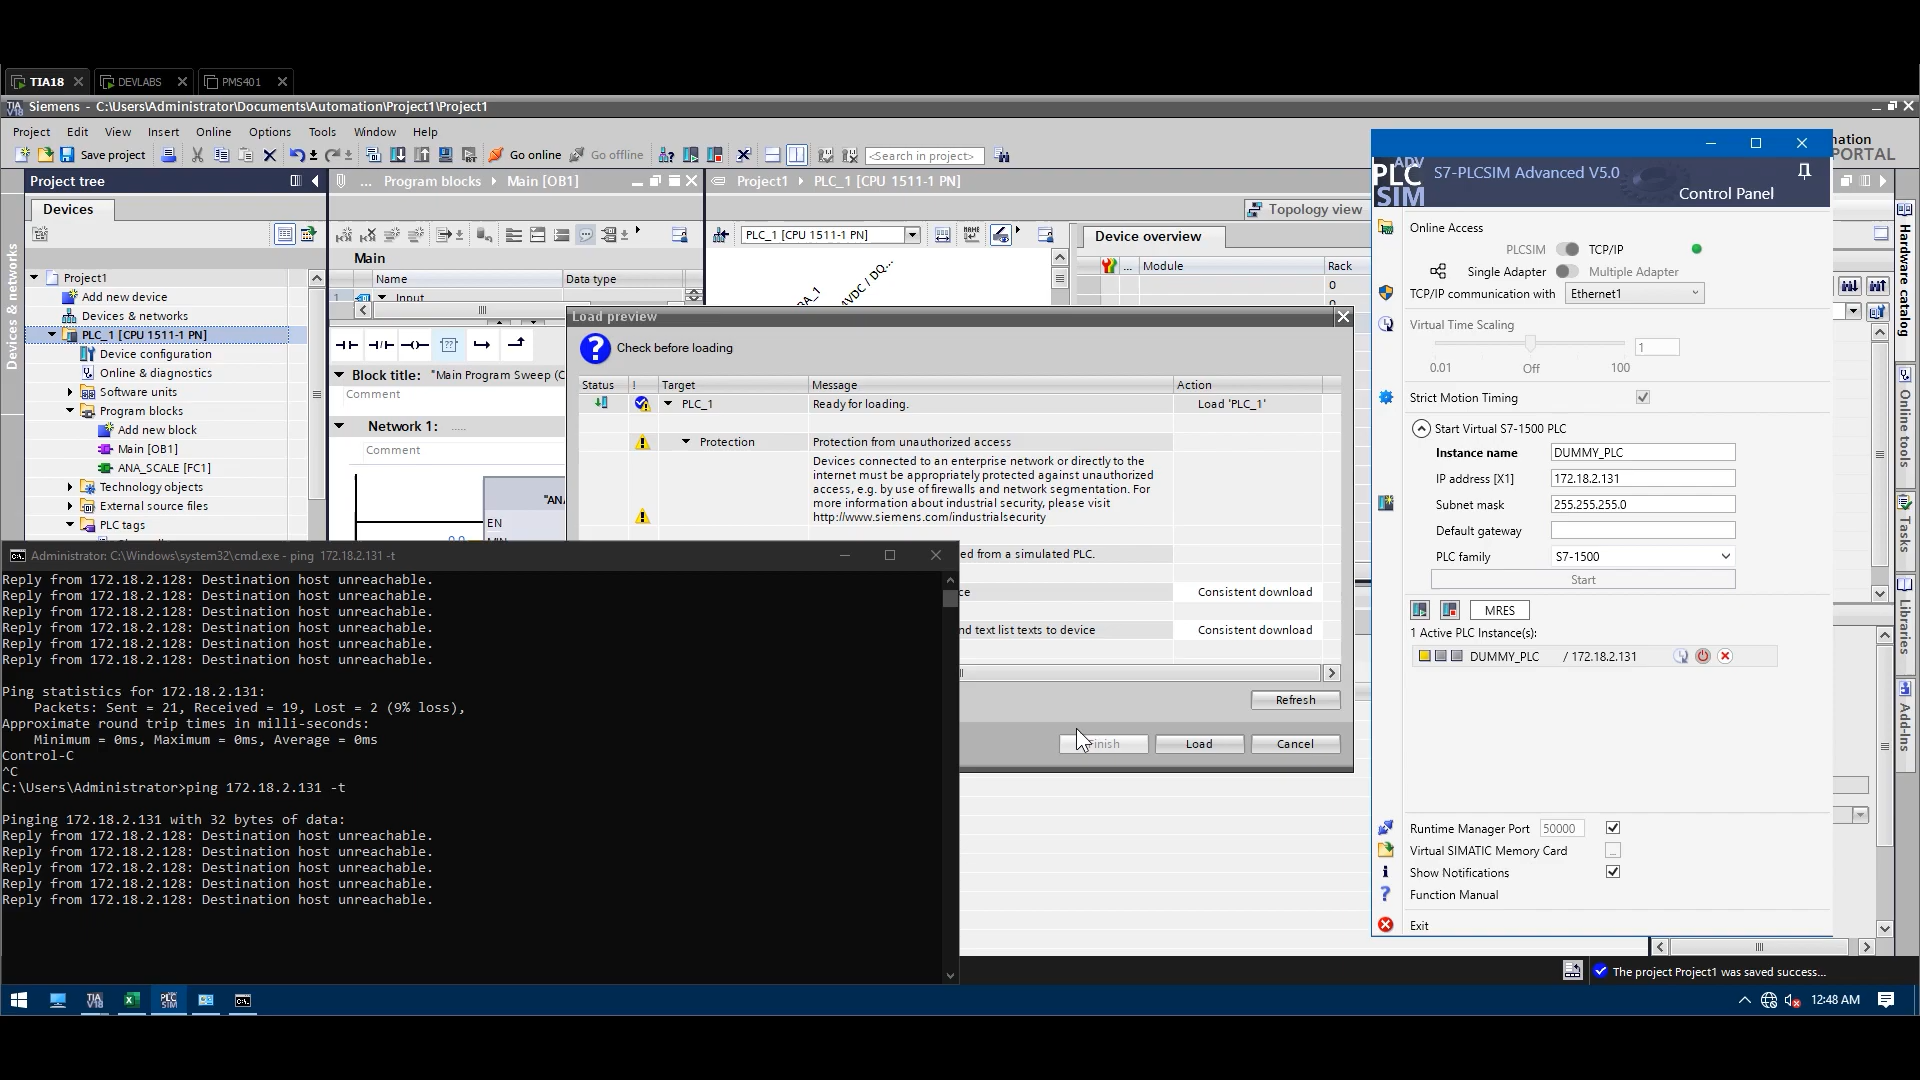 TIA18
DEVLABS
PMS401
Siemens - C:\Users\Administrator\Documents\Automation\Project1\Project1
Project Edit View Insert Online Options Tools Window Help
Save project
Go online
Go offline
<Search in project>
PORTAL
Project tree
... Program blocks Main [OB1]
Project1 PLC_1 [CPU 1511-1 PN]
Devices
Topology view
PLC_1 [CPU 1511-1 PN]
Device overview
Main
Name Data type
... Module Rack
1 Input
0
Devices & networks
Project1
Add new device
Devices & networks
PLC_1 [CPU 1511-1 PN]
Device configuration
Online & diagnostics
Software units
Program blocks
Add new block
Main [OB1]
ANA_SCALE [FC1]
Technology objects
External source files
PLC tags
Block title: "Main Program Sweep (C
Comment
Network 1: .....
Comment
"AN
EN
Load preview
Check before loading
Status ! Target Message Action
PLC_1 Ready for loading. Load 'PLC_1'
Protection Protection from unauthorized access
Devices connected to an enterprise network or directly to the
internet must be appropriately protected against unauthorized
access, e.g. by use of firewalls and network segmentation. For
more information about industrial security, please visit
http://www.siemens.com/industrialsecurity
ed from a simulated PLC.
ce Consistent download
nd text list texts to device Consistent download
Refresh
Finish Load Cancel
Administrator: C:\Windows\system32\cmd.exe - ping 172.18.2.131 -t
Reply from 172.18.2.128: Destination host unreachable.
Reply from 172.18.2.128: Destination host unreachable.
Reply from 172.18.2.128: Destination host unreachable.
Reply from 172.18.2.128: Destination host unreachable.
Reply from 172.18.2.128: Destination host unreachable.
Reply from 172.18.2.128: Destination host unreachable.
Ping statistics for 172.18.2.131:
Packets: Sent = 21, Received = 19, Lost = 2 (9% loss),
Approximate round trip times in milli-seconds:
Minimum = 0ms, Maximum = 0ms, Average = 0ms
Control-C
^C
C:\Users\Administrator>ping 172.18.2.131 -t
Pinging 172.18.2.131 with 32 bytes of data:
Reply from 172.18.2.128: Destination host unreachable.
Reply from 172.18.2.128: Destination host unreachable.
Reply from 172.18.2.128: Destination host unreachable.
Reply from 172.18.2.128: Destination host unreachable.
Reply from 172.18.2.128: Destination host unreachable.
S7-PLCSIM Advanced V5.0
Control Panel
ADV
PLC
SIM
Online Access
PLCSIM TCP/IP
Single Adapter Multiple Adapter
TCP/IP communication with Ethernet1
Virtual Time Scaling
1
0.01 Off 100
Strict Motion Timing
Start Virtual S7-1500 PLC
Instance name DUMMY_PLC
IP address [X1] 172.18.2.131
Subnet mask 255.255.255.0
Default gateway
PLC family S7-1500
Start
MRES
1 Active PLC Instance(s):
DUMMY_PLC / 172.18.2.131
Runtime Manager Port 50000
Virtual SIMATIC Memory Card ...
Show Notifications
Function Manual
Exit
Hardware catalog
Online tools
Tasks
Libraries
Add-Ins
The project Project1 was saved success...
12:48 AM